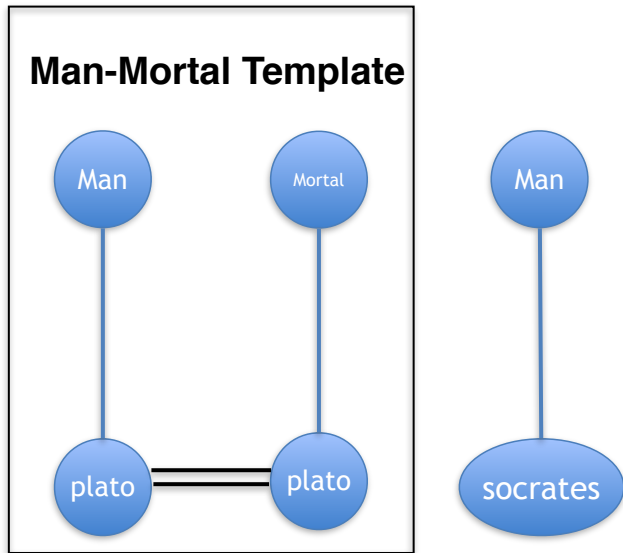 Man-Mortal Template
Man
Mortal
Man
plato
plato
socrates